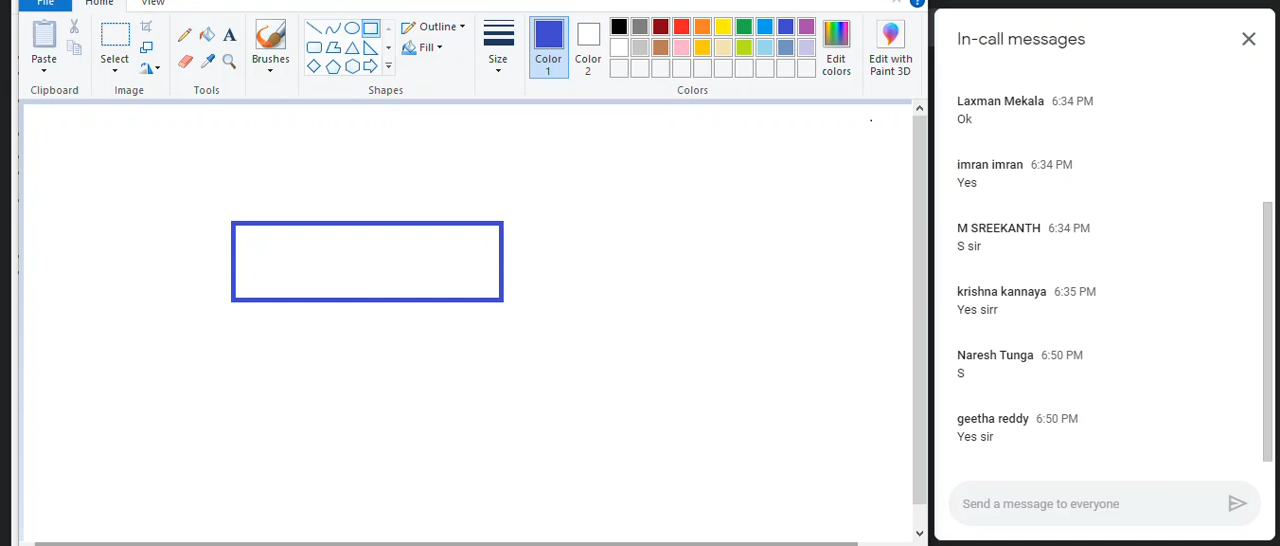 File
Home
View
Paste
Select
Brushes
Outline
Fill
Size
Color
1
Color
2
Edit
colors
Edit with
Paint 3D
Clipboard
Image
Tools
Shapes
Colors
In-call messages
Laxman Mekala 6:34 PM
Ok
imran imran 6:34 PM
Yes
M SREEKANTH 6:34 PM
S sir
krishna kannaya 6:35 PM
Yes sirr
Naresh Tunga 6:50 PM
S
geetha reddy 6:50 PM
Yes sir
Send a message to everyone